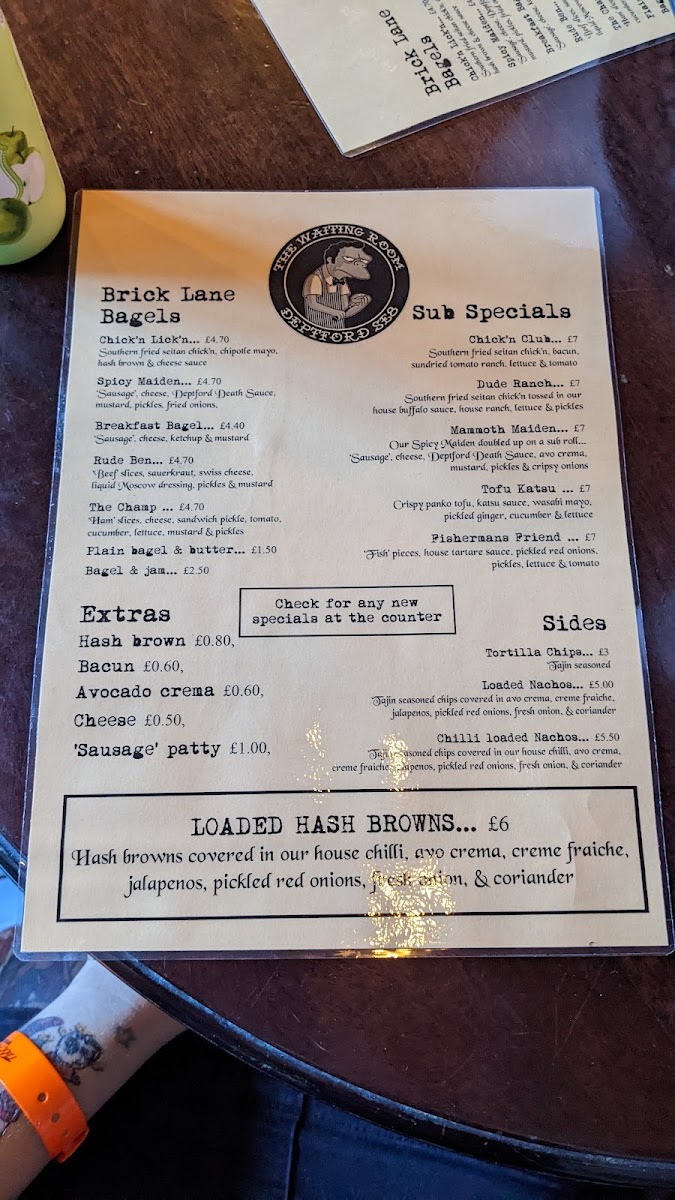 Brick Lane
Bagels
Chick'n Lick'n... £4.70
Spicy Maiden...
Breakfast Bag
Rude Ben...
THE WAITING ROOM
DEPTFORD SE8
Brick Lane
Bagels
Chick'n Lick'n... £4.70
Southern fried seitan chick'n, chipotle mayo,
hash brown & cheese sauce
Spicy Maiden... £4.70
'Sausage', cheese, Deptford Death Sauce,
mustard, pickles, fried onions,
Breakfast Bagel... £4.40
'Sausage', cheese, ketchup & mustard
Rude Ben... £4.70
'Beef' slices, sauerkraut, swiss cheese,
liquid Moscow dressing, pickles & mustard
The Champ ... £4.70
'Ham' slices, cheese, sandwich pickle, tomato,
cucumber, lettuce, mustard & pickles
Plain bagel & butter... £1.50
Bagel & jam... £2.50
Sub Specials
Chick'n Club... £7
Southern fried seitan chick'n, bacun,
sundried tomato ranch, lettuce & tomato
Dude Ranch... £7
Southern fried seitan chick'n tossed in our
house buffalo sauce, house ranch, lettuce & pickles
Mammoth Maiden... £7
Our Spicy Maiden doubled up on a sub roll...
'Sausage', cheese, Deptford Death Sauce, avo crema,
mustard, pickles & cripsy onions
Tofu Katsu ... £7
Crispy panko tofu, katsu sauce, wasabi mayo,
pickled ginger, cucumber & lettuce
Fishermans Friend ... £7
'Fish' pieces, house tartare sauce, pickled red onions,
pickles, lettuce & tomato
Check for any new
specials at the counter
Extras
Hash brown £0.80,
Bacun £0.60,
Avocado crema £0.60,
Cheese £0.50,
'Sausage' patty £1.00,
Sides
Tortilla Chips... £3
Tajin seasoned
Loaded Nachos... £5.00
Tajin seasoned chips covered in avo crema, creme fraiche,
jalapenos, pickled red onions, fresh onion, & coriander
Chilli loaded Nachos... £5.50
Tajin seasoned chips covered in our house chilli, avo crema,
creme fraiche, jalapenos, pickled red onions, fresh onion, & coriander
LOADED HASH BROWNS... £6
Hash browns covered in our house chilli, avo crema, creme fraiche,
jalapenos, pickled red onions, fresh onion, & coriander